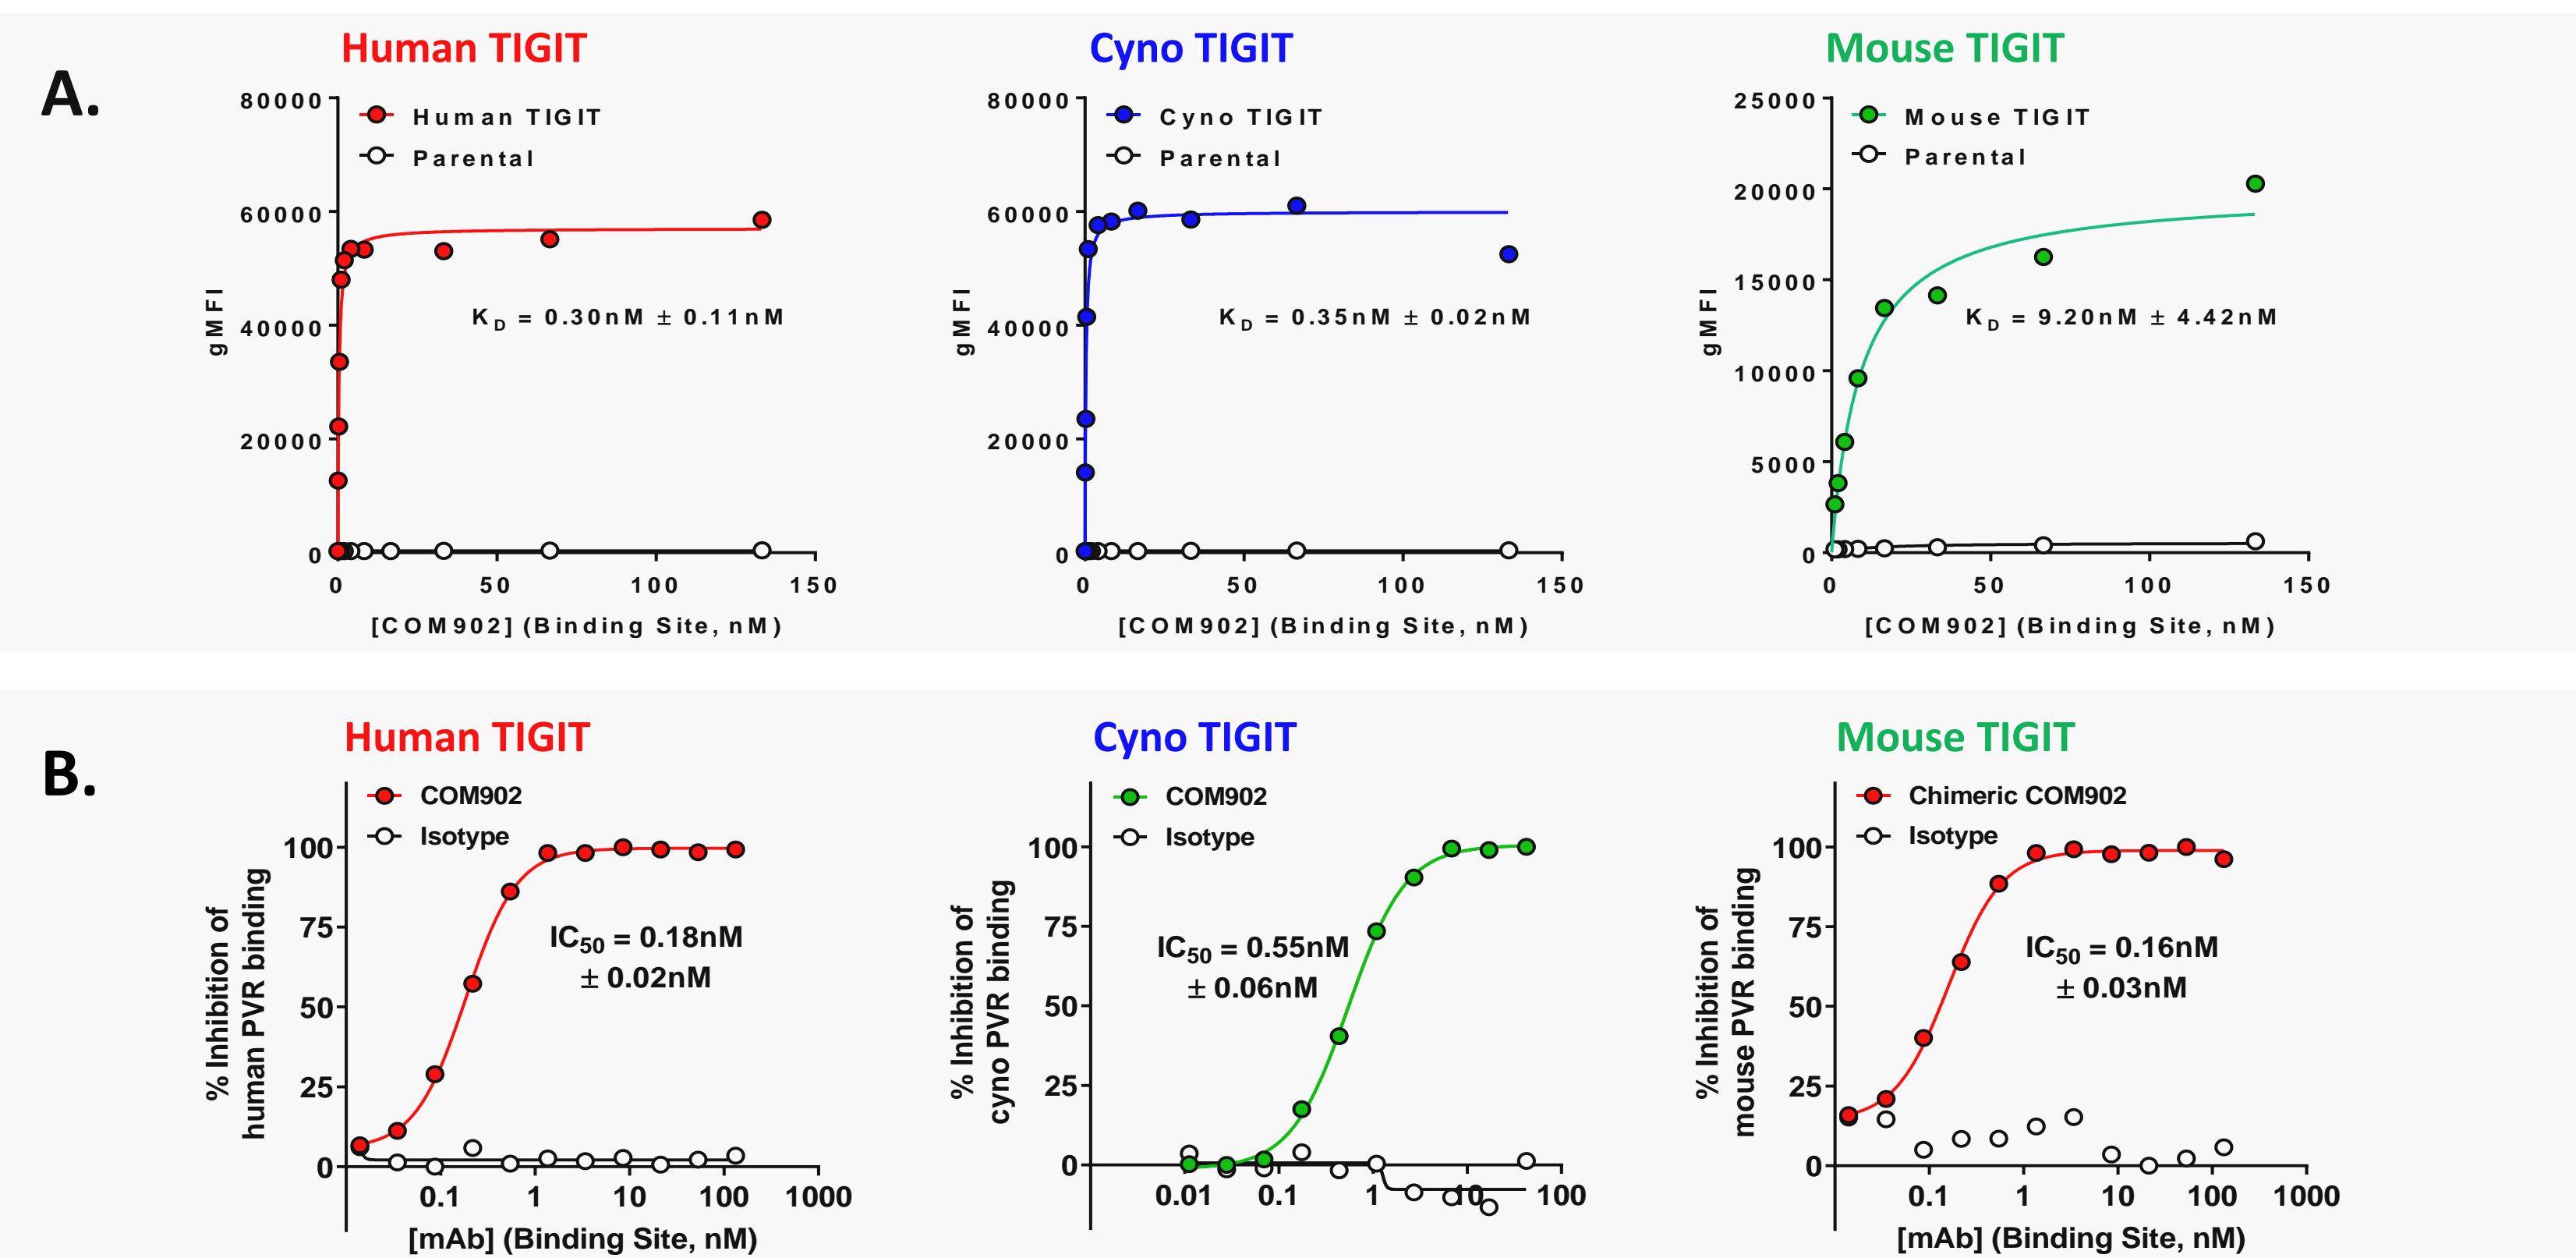 A.
Human TIGIT
80000
60000
40000
20000
0
gMFI
Human TIGIT
Parental
K_D = 0.30nM ± 0.11nM
0 50 100 150
[COM902] (Binding Site, nM)
Cyno TIGIT
80000
60000
40000
20000
0
gMFI
Cyno TIGIT
Parental
K_D = 0.35nM ± 0.02nM
0 50 100 150
[COM902] (Binding Site, nM)
Mouse TIGIT
25000
20000
15000
10000
5000
0
gMFI
Mouse TIGIT
Parental
K_D = 9.20nM ± 4.42nM
0 50 100 150
[COM902] (Binding Site, nM)
B.
Human TIGIT
COM902
Isotype
100
75
50
25
0
% Inhibition of
human PVR binding
IC50 = 0.18nM
± 0.02nM
0.1 1 10 100 1000
[mAb] (Binding Site, nM)
Cyno TIGIT
COM902
Isotype
100
75
50
25
0
% Inhibition of
cyno PVR binding
IC50 = 0.55nM
± 0.06nM
0.01 0.1 1 10 100
Mouse TIGIT
Chimeric COM902
Isotype
100
75
50
25
0
% Inhibition of
mouse PVR binding
IC50 = 0.16nM
± 0.03nM
0.1 1 10 100 1000
[mAb] (Binding Site, nM)